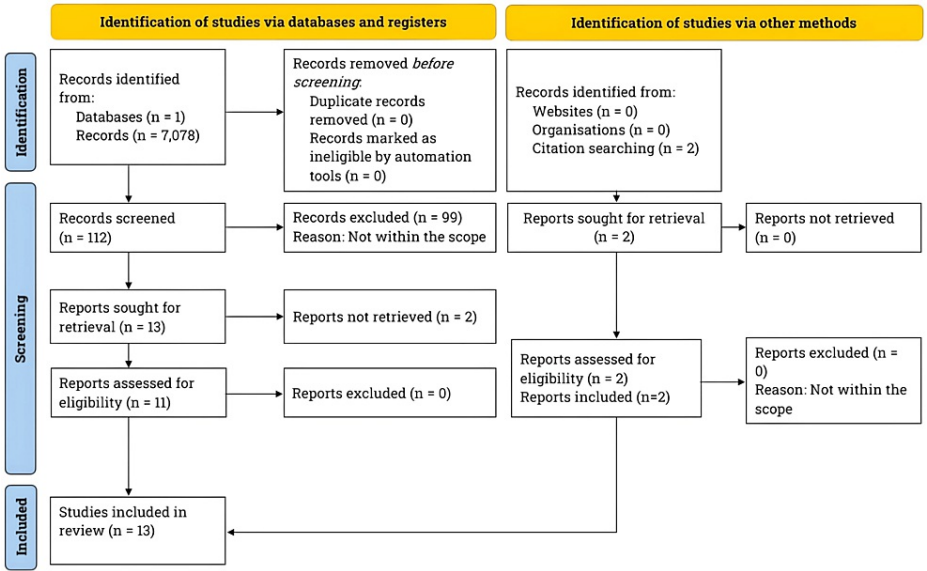 Identification of studies via databases and registers
Identification of studies via other methods
Identification
Records identified
from:
Databases (n = 1)
Records (n = 7,078)
Records removed before
screening:
Duplicate records
removed (n = 0)
Records marked as
ineligible by automation
tools (n = 0)
Records identified from:
Websites (n = 0)
Organisations (n = 0)
Citation searching (n = 2)
Screening
Records screened
(n = 112)
Records excluded (n = 99)
Reason: Not within the scope
Reports sought for retrieval
(n = 2)
Reports not retrieved
(n = 0)
Reports sought for
retrieval (n = 13)
Reports not retrieved (n = 2)
Reports assessed for
eligibility (n = 11)
Reports excluded (n = 0)
Reports assessed for
eligibility (n = 2)
Reports included (n=2)
Reports excluded (n =
0)
Reason: Not within the
scope
Included
Studies included in
review (n = 13)